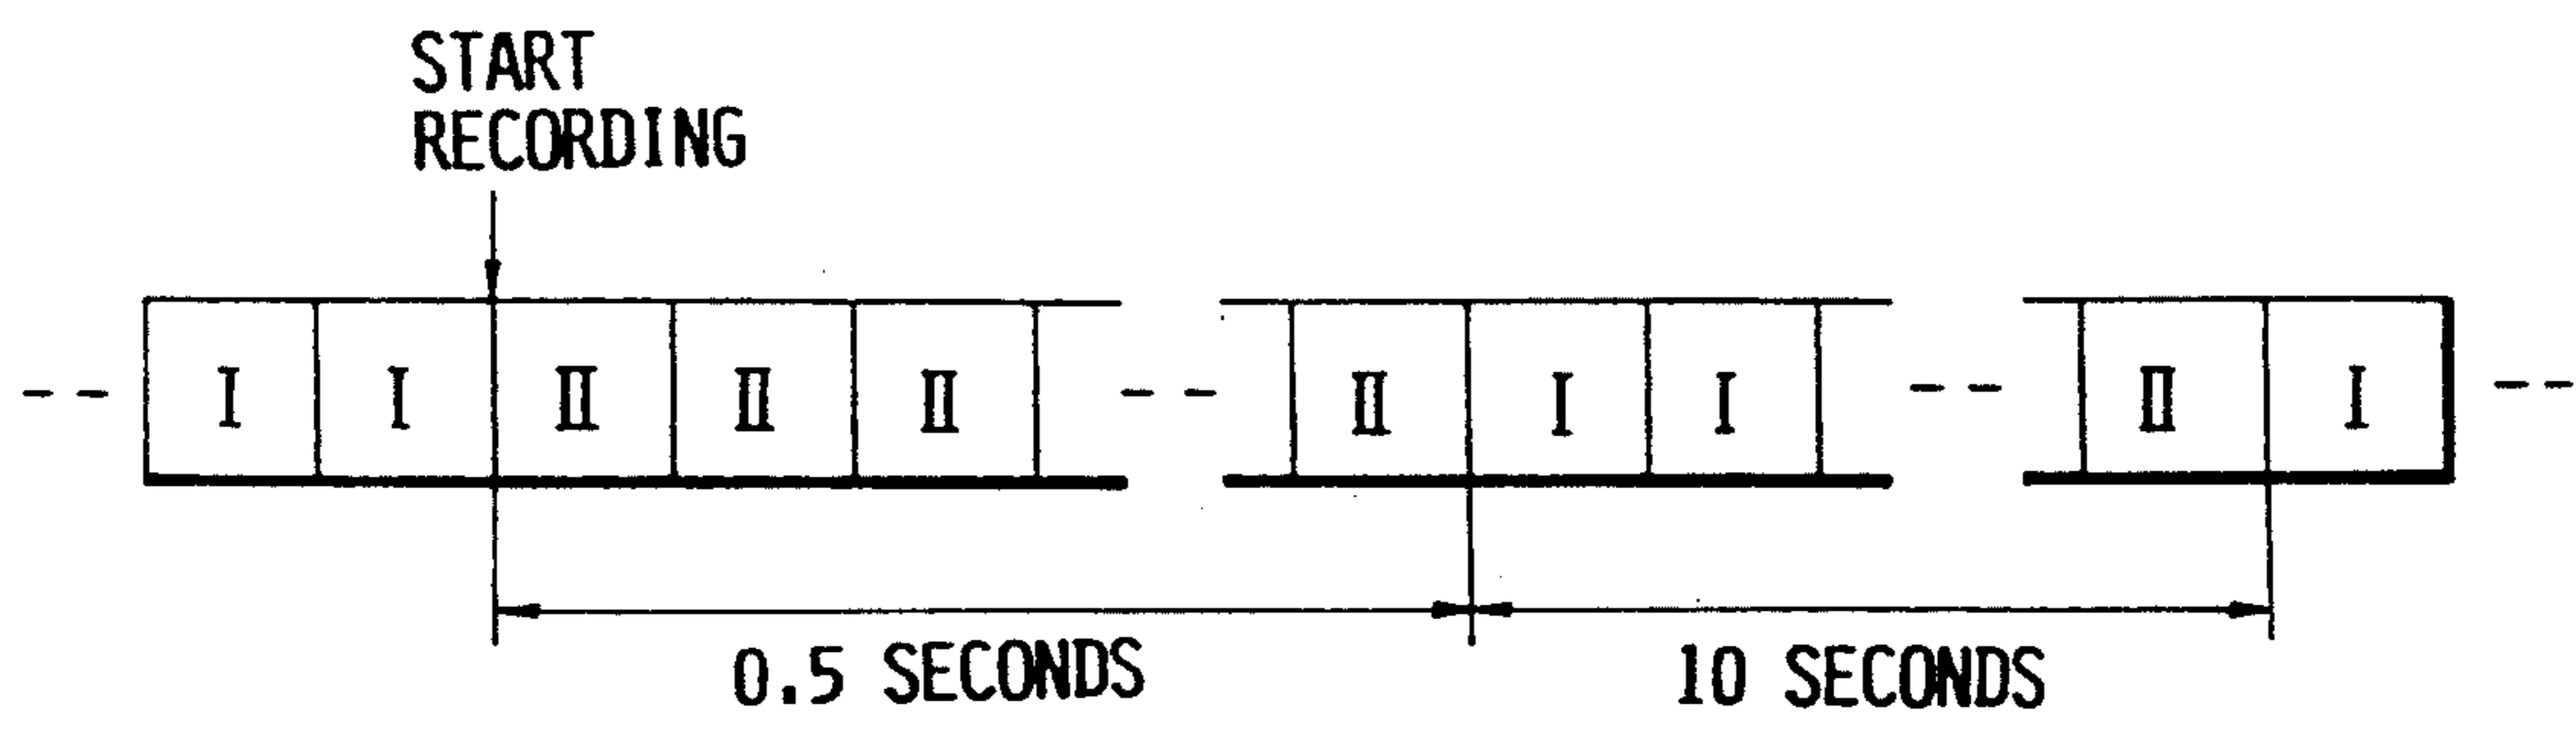 START
RECORDING
-- I I II II II -- II I I -- II I --
0.5 SECONDS 10 SECONDS